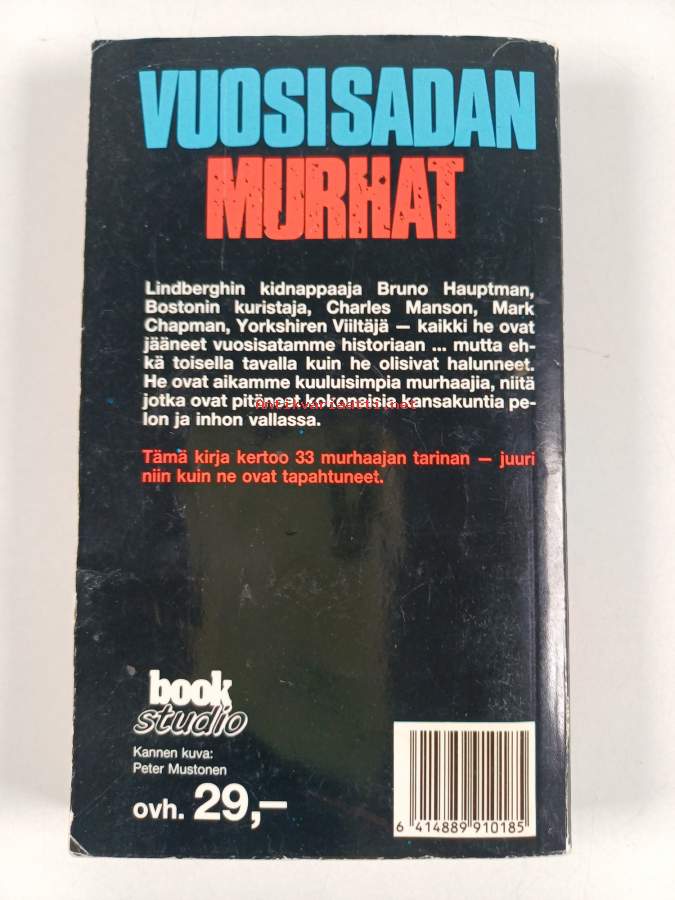 VUOSISADAN
MURHAT
Lindberghin kidnappaaja Bruno Hauptman,
Bostonin kuristaja, Charles Manson, Mark
Chapman, Yorkshiren Viiltäjä — kaikki he ovat
jääneet vuosisatamme historiaan ... mutta eh-
kä toisella tavalla kuin he olisivat halunneet.
He ovat aikamme kuuluisimpia murhaajia, niitä
jotka ovat pitäneet kokonaisia kansakuntia pe-
lon ja inhon vallassa.
Antikvariaatti.net
Tämä kirja kertoo 33 murhaajan tarinan — juuri
niin kuin ne ovat tapahtuneet.
book
studio
Kannen kuva:
Peter Mustonen
ovh. 29,–
6 414889 910185